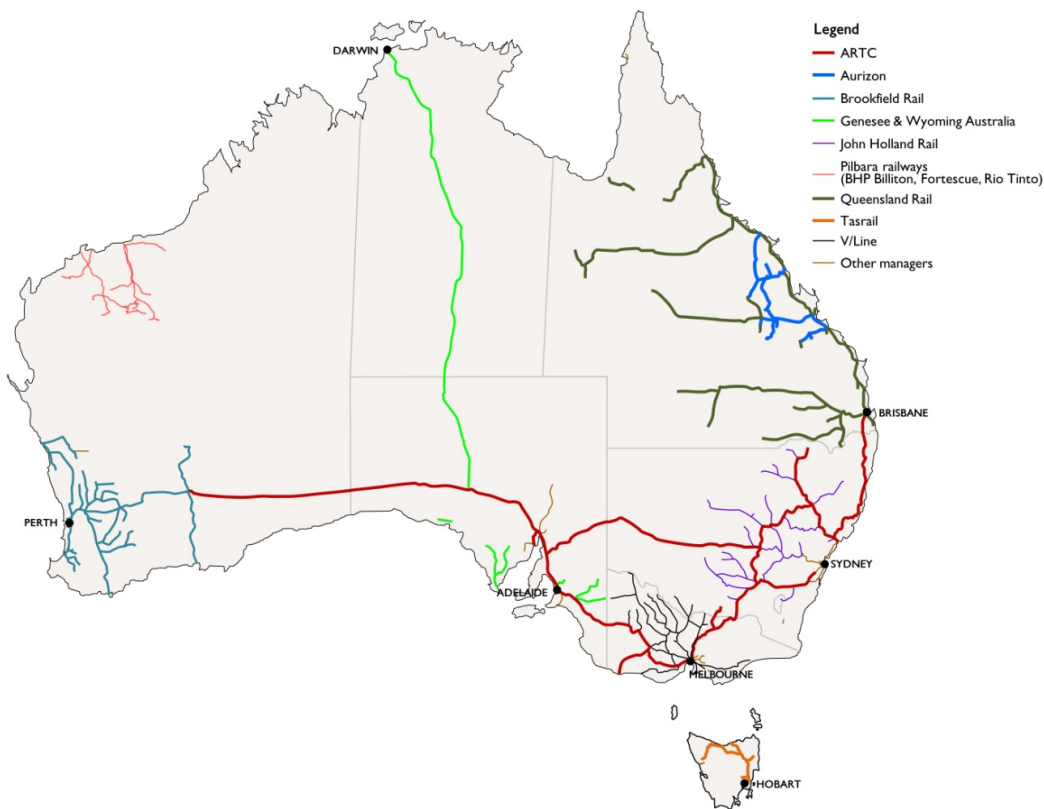 Legend
DARWIN
ARTC
Aurizon
Brookfield Rail
Genesee & Wyoming Australia
John Holland Rail
Pilbara railways
(BHP Billiton, Fortescue, Rio Tinto)
Queensland Rail
Tasrail
V/Line
Other managers
BRISBANE
PERTH
SYDNEY
ADELAIDE
MELBOURNE
HOBART